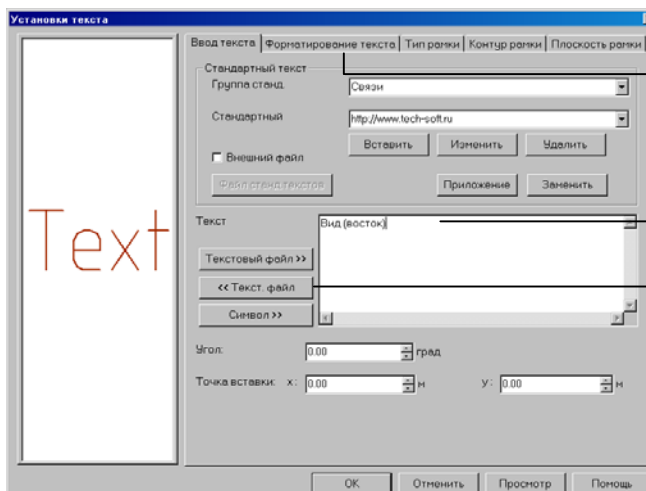 Установки текста
Ввод текста Форматирование текста Тип рамки Контур рамки Плоскость рамки
Стандартный текст
Группа станд. Связи
Стандартный http://www.tech-soft.ru
Вставить Изменить Удалить
Внешний файл
Файл станд.текстов Приложение Заменить
Text
Текст Вид (восток)
Текстовый файл >>
<< Текст. файл
Символ >>
Угол: 0.00 град
Точка вставки: x: 0.00 м y: 0.00 м
OK Отменить Просмотр Помощь